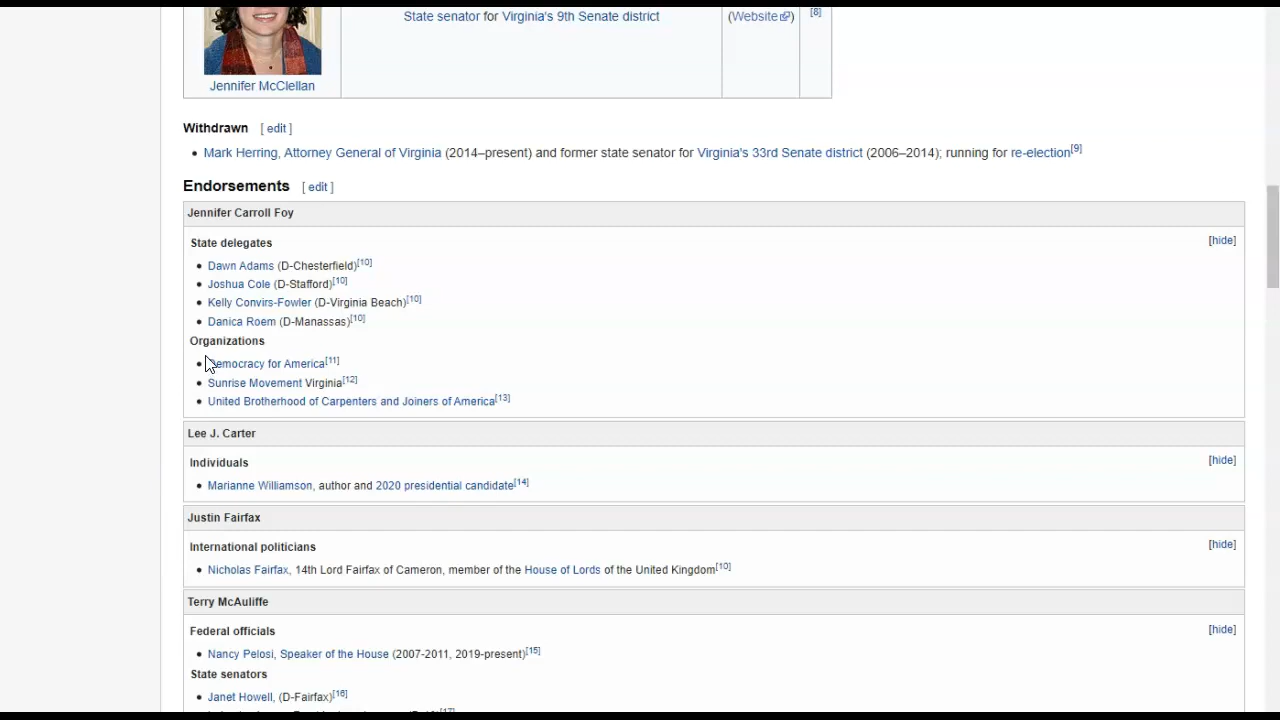 State senator for Virginia's 9th Senate district
(Website)
[8]
Jennifer McClellan
Withdrawn [ edit ]
Mark Herring, Attorney General of Virginia (2014–present) and former state senator for Virginia's 33rd Senate district (2006–2014); running for re-election[9]
Endorsements [ edit ]
Jennifer Carroll Foy
State delegates
[hide]
Dawn Adams (D-Chesterfield)[10]
Joshua Cole (D-Stafford)[10]
Kelly Convirs-Fowler (D-Virginia Beach)[10]
Danica Roem (D-Manassas)[10]
Organizations
Democracy for America[11]
Sunrise Movement Virginia[12]
United Brotherhood of Carpenters and Joiners of America[13]
Lee J. Carter
Individuals
[hide]
Marianne Williamson, author and 2020 presidential candidate[14]
Justin Fairfax
International politicians
[hide]
Nicholas Fairfax, 14th Lord Fairfax of Cameron, member of the House of Lords of the United Kingdom[10]
Terry McAuliffe
Federal officials
[hide]
Nancy Pelosi, Speaker of the House (2007-2011, 2019-present)[15]
State senators
Janet Howell, (D-Fairfax)[16]
[17]